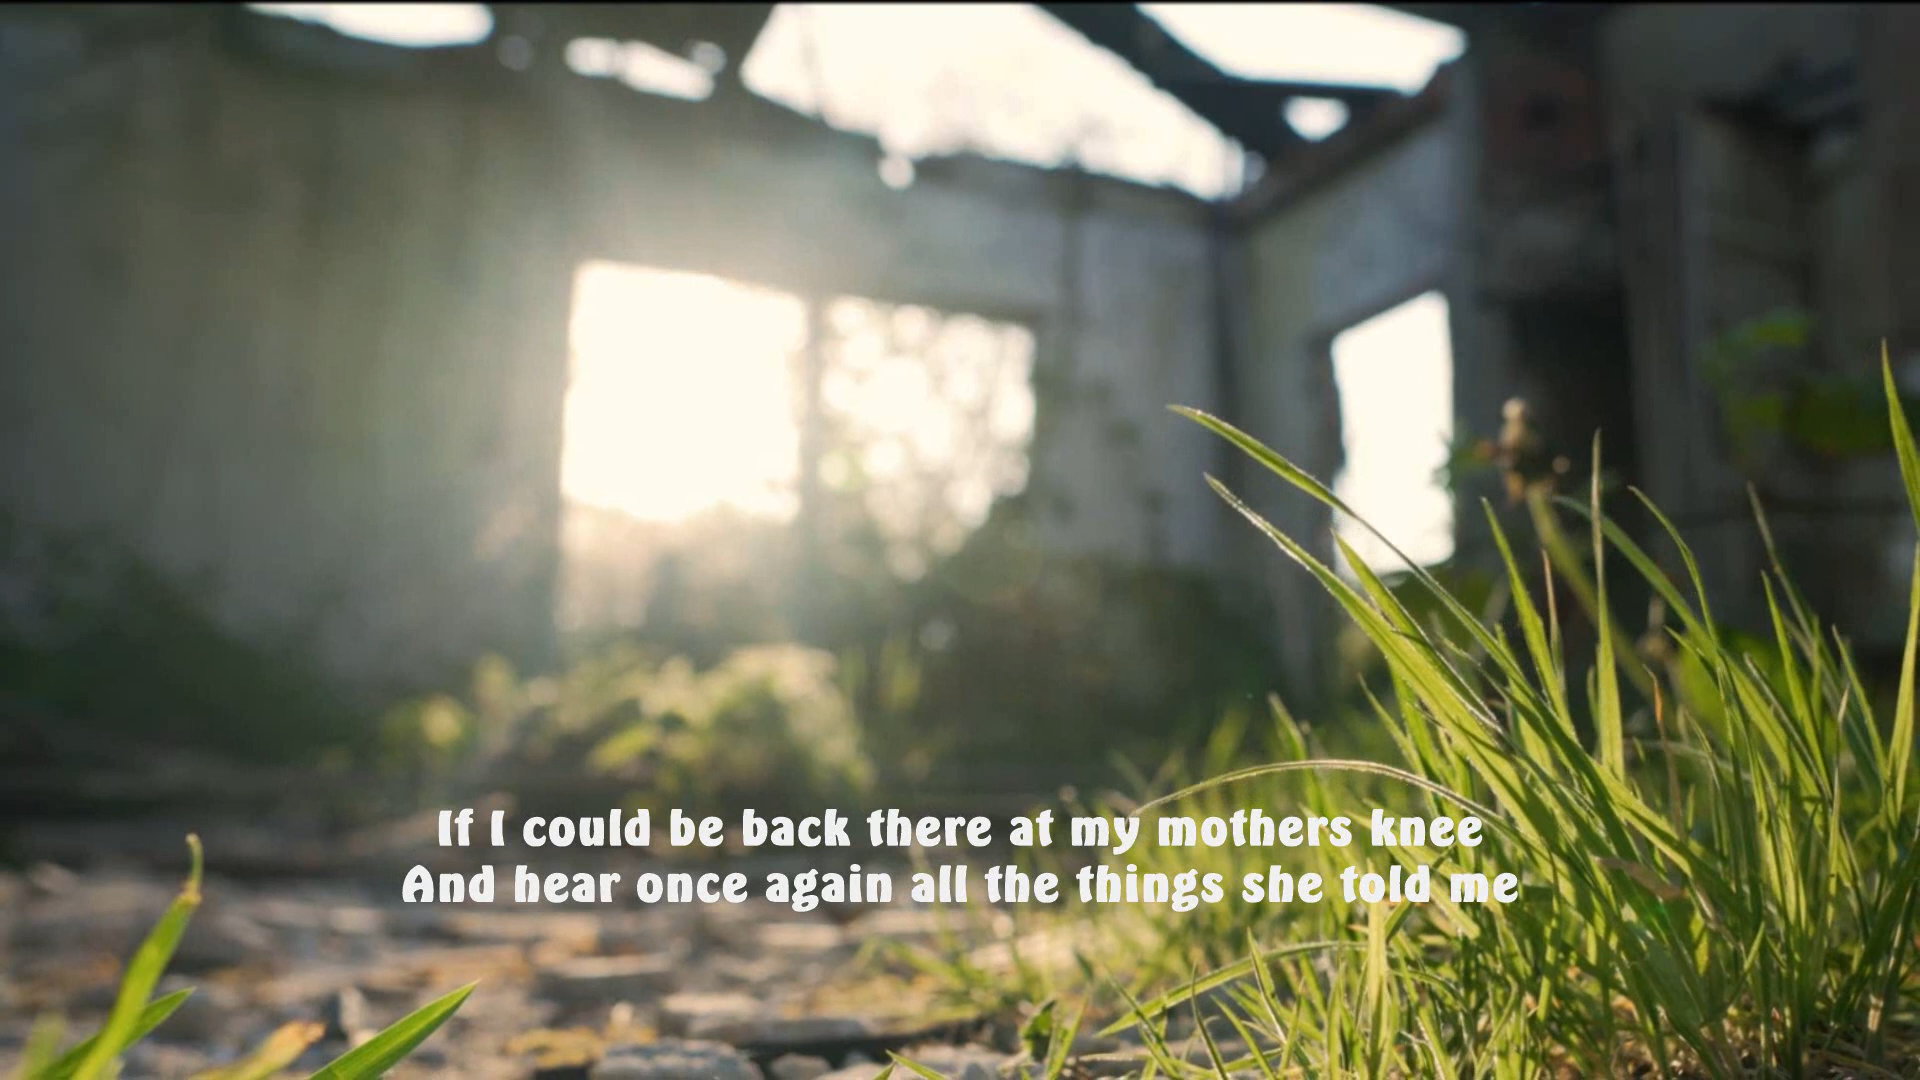 If I could be back there at my mothers knee
And hear once again all the things she told me